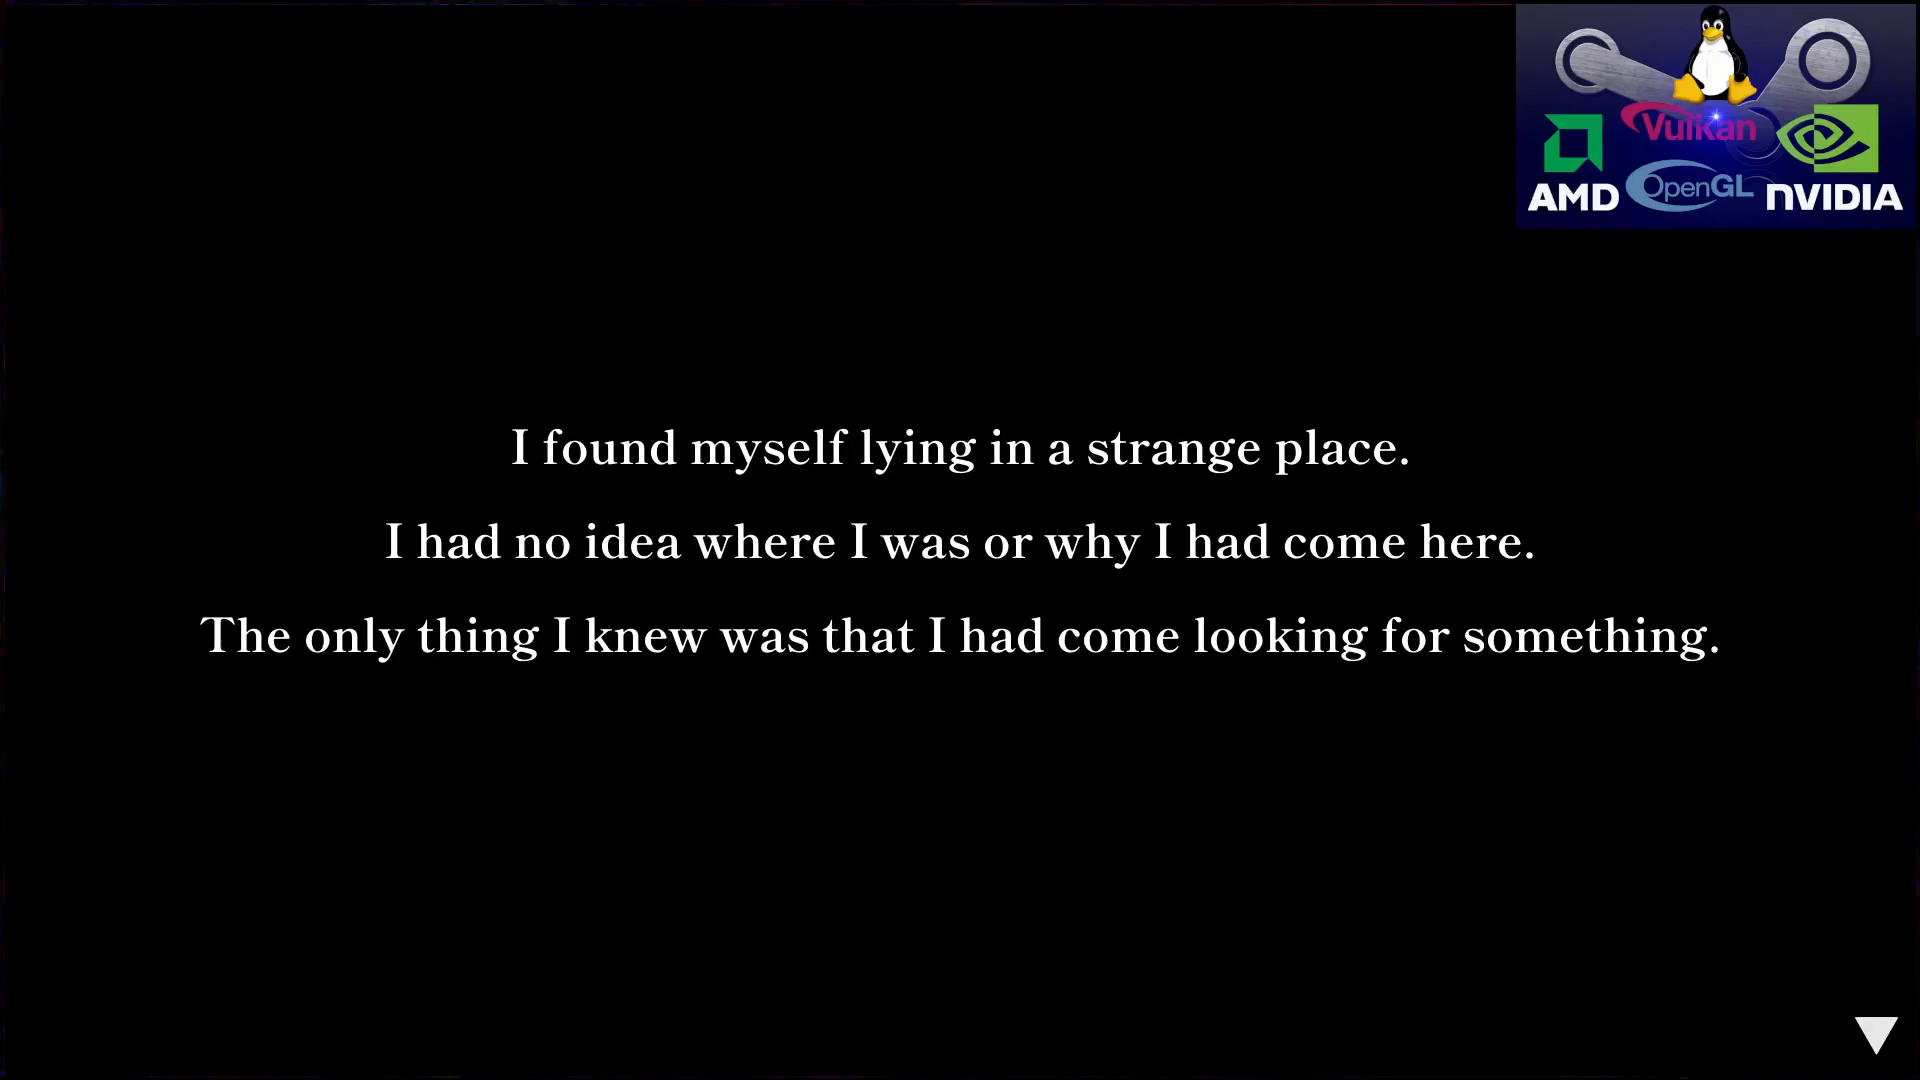 Vulkan
AMD
OpenGL
nVIDIA
I found myself lying in a strange place.
I had no idea where I was or why I had come here.
The only thing I knew was that I had come looking for something.